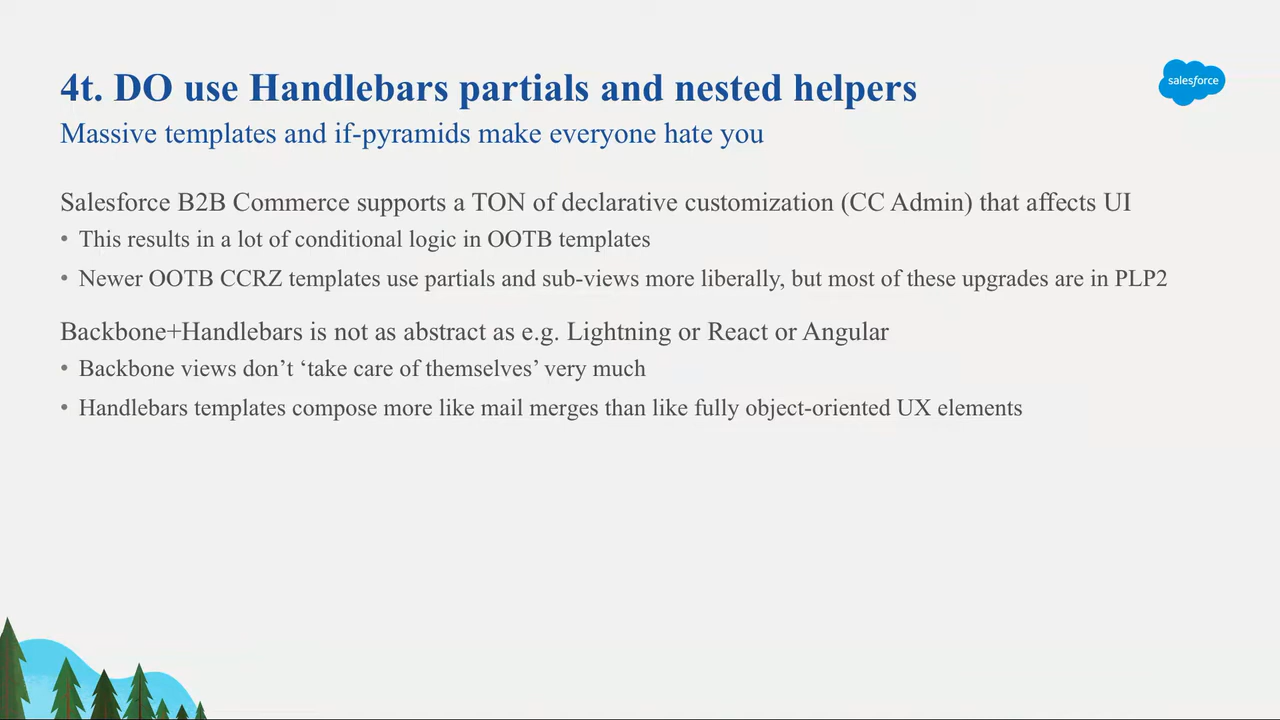 4t. DO use Handlebars partials and nested helpers
salesforce
Massive templates and if-pyramids make everyone hate you
Salesforce B2B Commerce supports a TON of declarative customization (CC Admin) that affects UI
• This results in a lot of conditional logic in OOTB templates
• Newer OOTB CCRZ templates use partials and sub-views more liberally, but most of these upgrades are in PLP2
Backbone+Handlebars is not as abstract as e.g. Lightning or React or Angular
• Backbone views don’t ‘take care of themselves’ very much
• Handlebars templates compose more like mail merges than like fully object-oriented UX elements